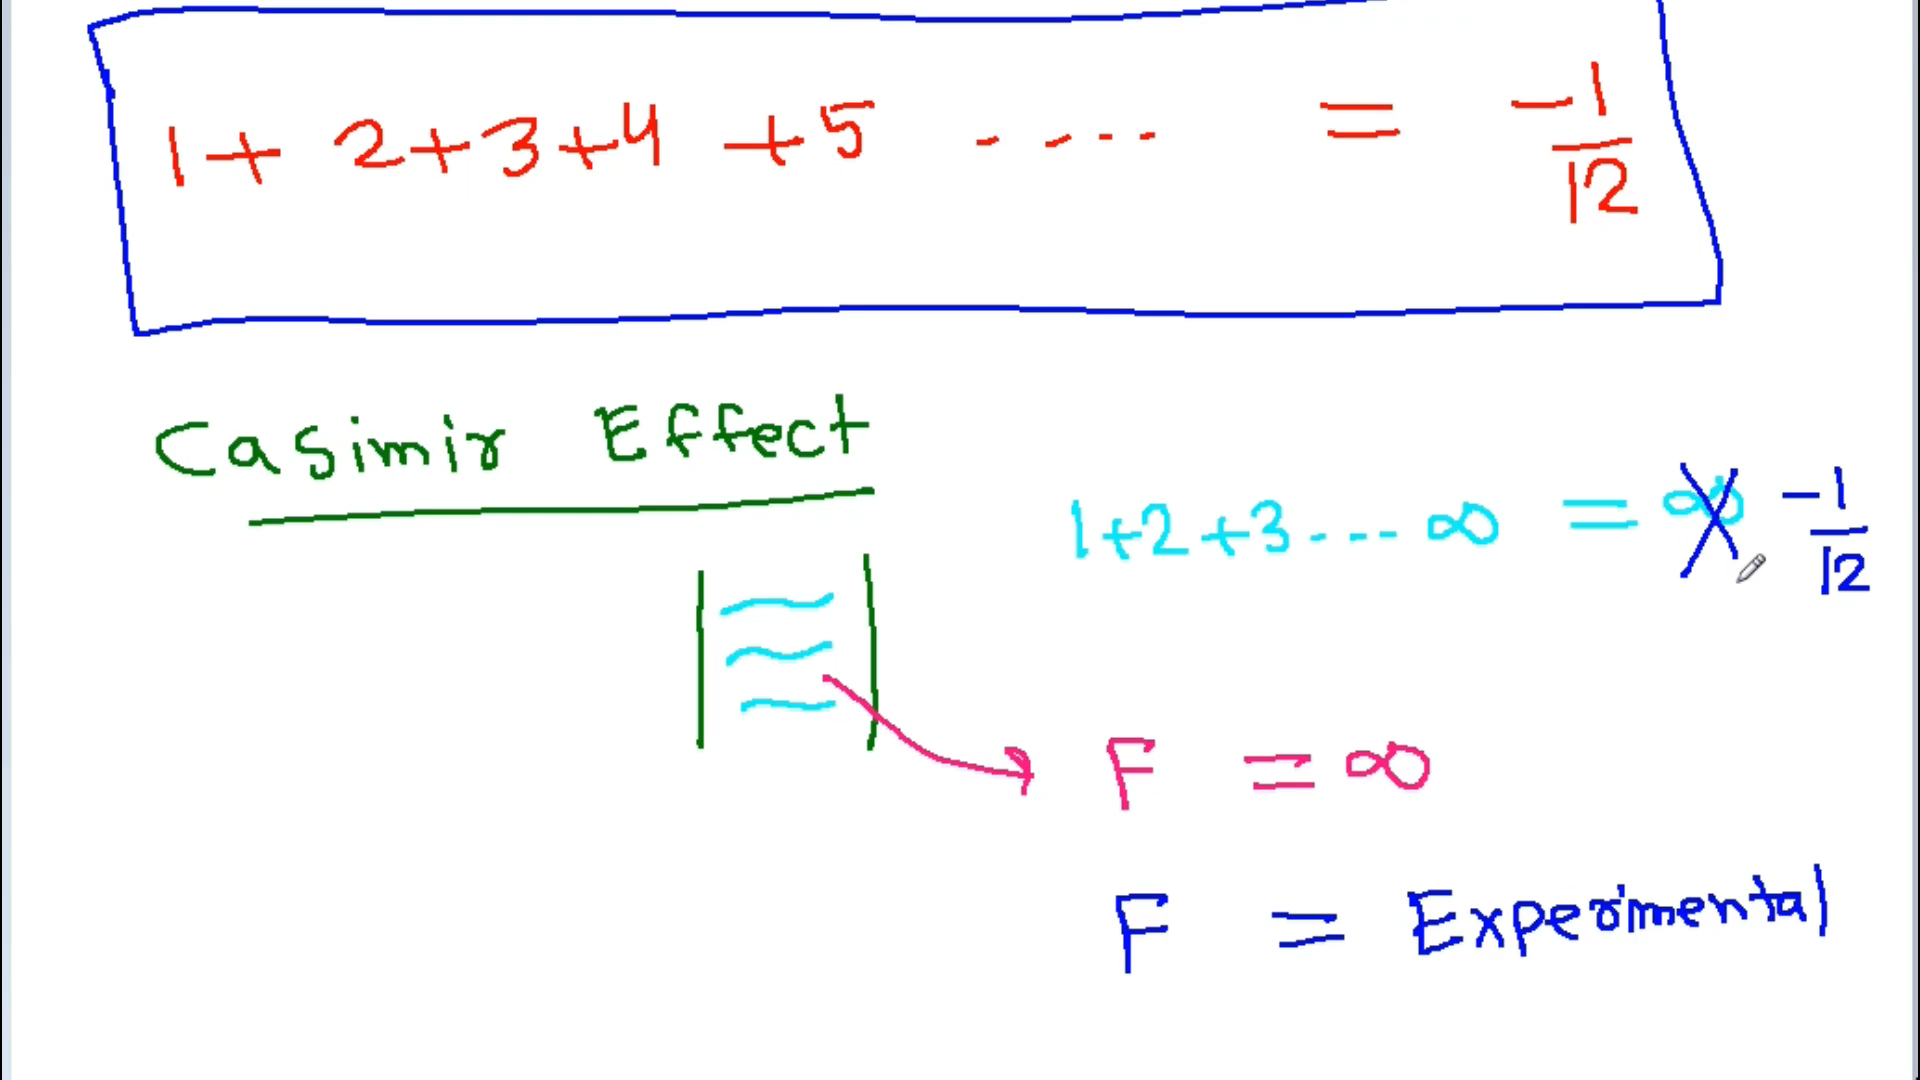 1 + 2 + 3 + 4 + 5 ..... = -1/12
Casimir Effect
1+2+3.... ∞ = ∞ -1/12
F = ∞
F = Experimental